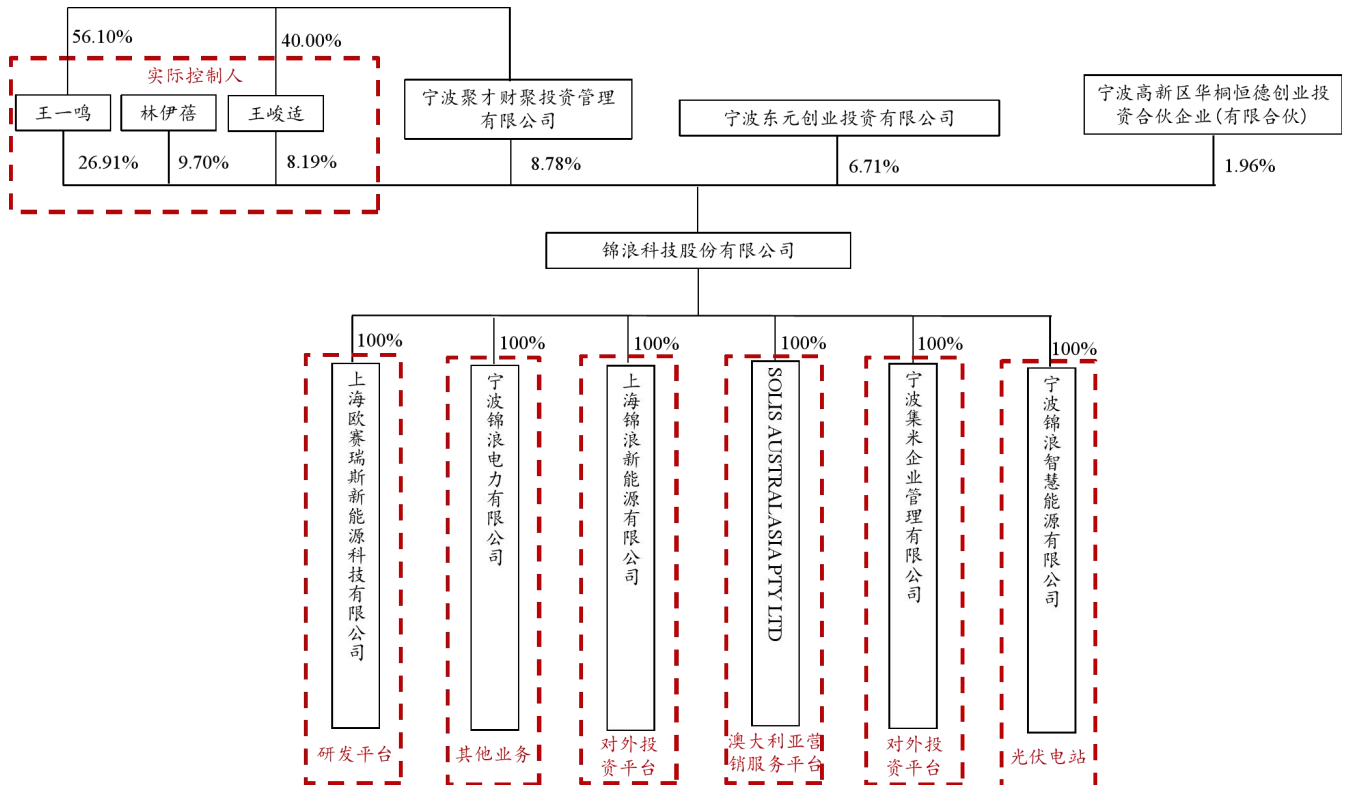 56.10%
40.00%
实际控制人
王一鸣
林伊蓓
王峻适
宁波聚才财聚投资管理
有限公司
宁波东元创业投资有限公司
宁波高新区华桐恒德创业投
资合伙企业(有限合伙)
26.91%
9.70%
8.19%
8.78%
6.71%
1.96%
锦浪科技股份有限公司
100%
100%
100%
100%
100%
100%
上海欧赛瑞斯新能源科技有限公司
宁波锦浪电力有限公司
上海锦浪新能源有限公司
SOLIS AUSTRALASIA PTY LTD
宁波集米企业管理有限公司
宁波锦浪智慧能源有限公司
研发平台
其他业务
对外投
资平台
澳大利亚营
销服务平台
对外投
资平台
光伏电站